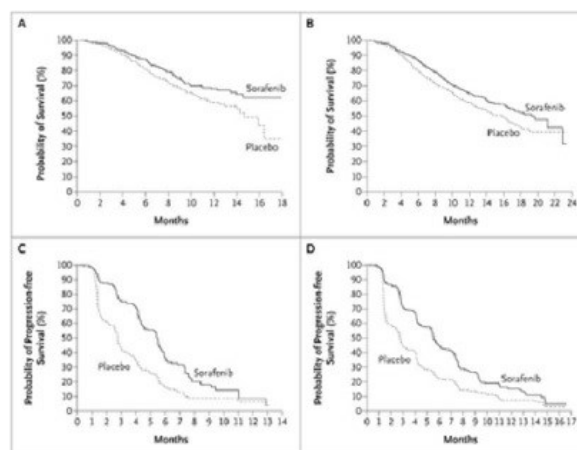 A
Probability of Survival (%)
100
90
80
70
60
50
40
30
20
10
0
Sorafenib
Placebo
0 2 4 6 8 10 12 14 16 18
Months
B
Probability of Survival (%)
100
90
80
70
60
50
40
30
20
10
0
Sorafenib
Placebo
0 2 4 6 8 10 12 14 16 18 20 22 24
Months
C
Probability of Progression-free
Survival (%)
100
90
80
70
60
50
40
30
20
10
0
Placebo
Sorafenib
0 1 2 3 4 5 6 7 8 9 10 11 12 13 14
Months
D
Probability of Progression-free
Survival (%)
100
90
80
70
60
50
40
30
20
10
0
Placebo
Sorafenib
0 1 2 3 4 5 6 7 8 9 10 11 12 13 14 15 16 17
Months